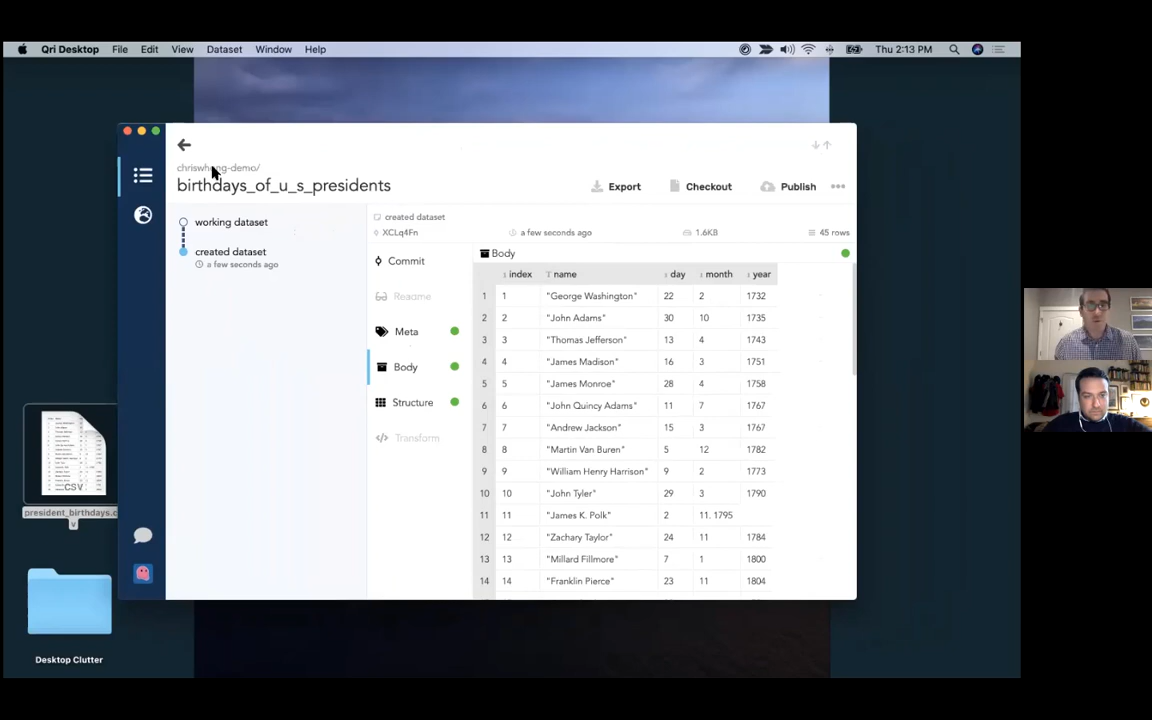 Qri Desktop File Edit View Dataset Window Help Thu 2:13 PM
chriswhong-demo/
birthdays_of_u_s_presidents
Export Checkout Publish
working dataset
created dataset
a few seconds ago
created dataset
XCLq4Fn a few seconds ago 1.6KB 45 rows
Commit
Readme
Meta
Body
Structure
Transform
Body
index name day month year
1 1 "George Washington" 22 2 1732
2 2 "John Adams" 30 10 1735
3 3 "Thomas Jefferson" 13 4 1743
4 4 "James Madison" 16 3 1751
5 5 "James Monroe" 28 4 1758
6 6 "John Quincy Adams" 11 7 1767
7 7 "Andrew Jackson" 15 3 1767
8 8 "Martin Van Buren" 5 12 1782
9 9 "William Henry Harrison" 9 2 1773
10 10 "John Tyler" 29 3 1790
11 11 "James K. Polk" 2 11. 1795
12 12 "Zachary Taylor" 24 11 1784
13 13 "Millard Fillmore" 7 1 1800
14 14 "Franklin Pierce" 23 11 1804
CSV
president_birthdays.c
v
Desktop Clutter